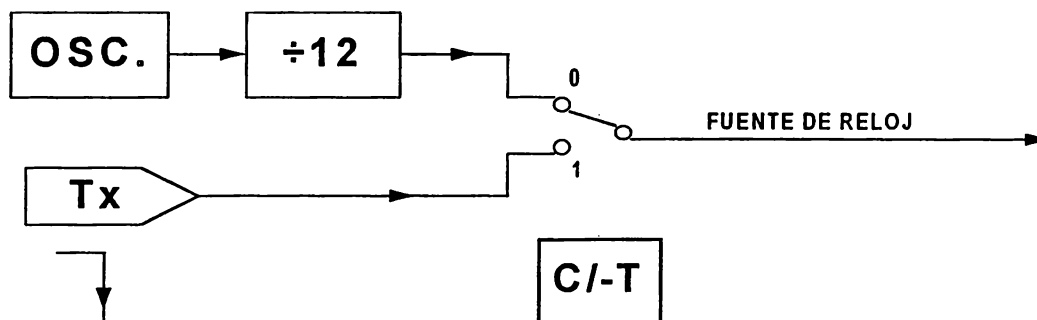 OSC.
÷12
0
FUENTE DE RELOJ
1
Tx
C/-T